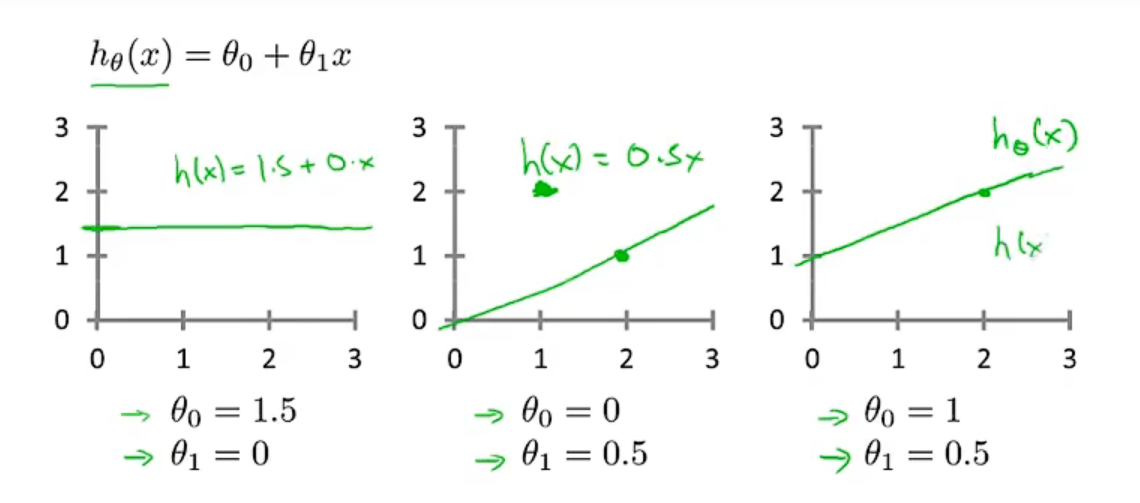 hθ(x) = θ0 + θ1x
3
2
1
0
0 1 2 3
h(x) = 1.5 + 0·x
→ θ0 = 1.5
→ θ1 = 0
3
2
1
0
0 1 2 3
h(x) = 0.5x
→ θ0 = 0
→ θ1 = 0.5
3
2
1
0
0 1 2 3
hθ(x)
h(x
→ θ0 = 1
→ θ1 = 0.5